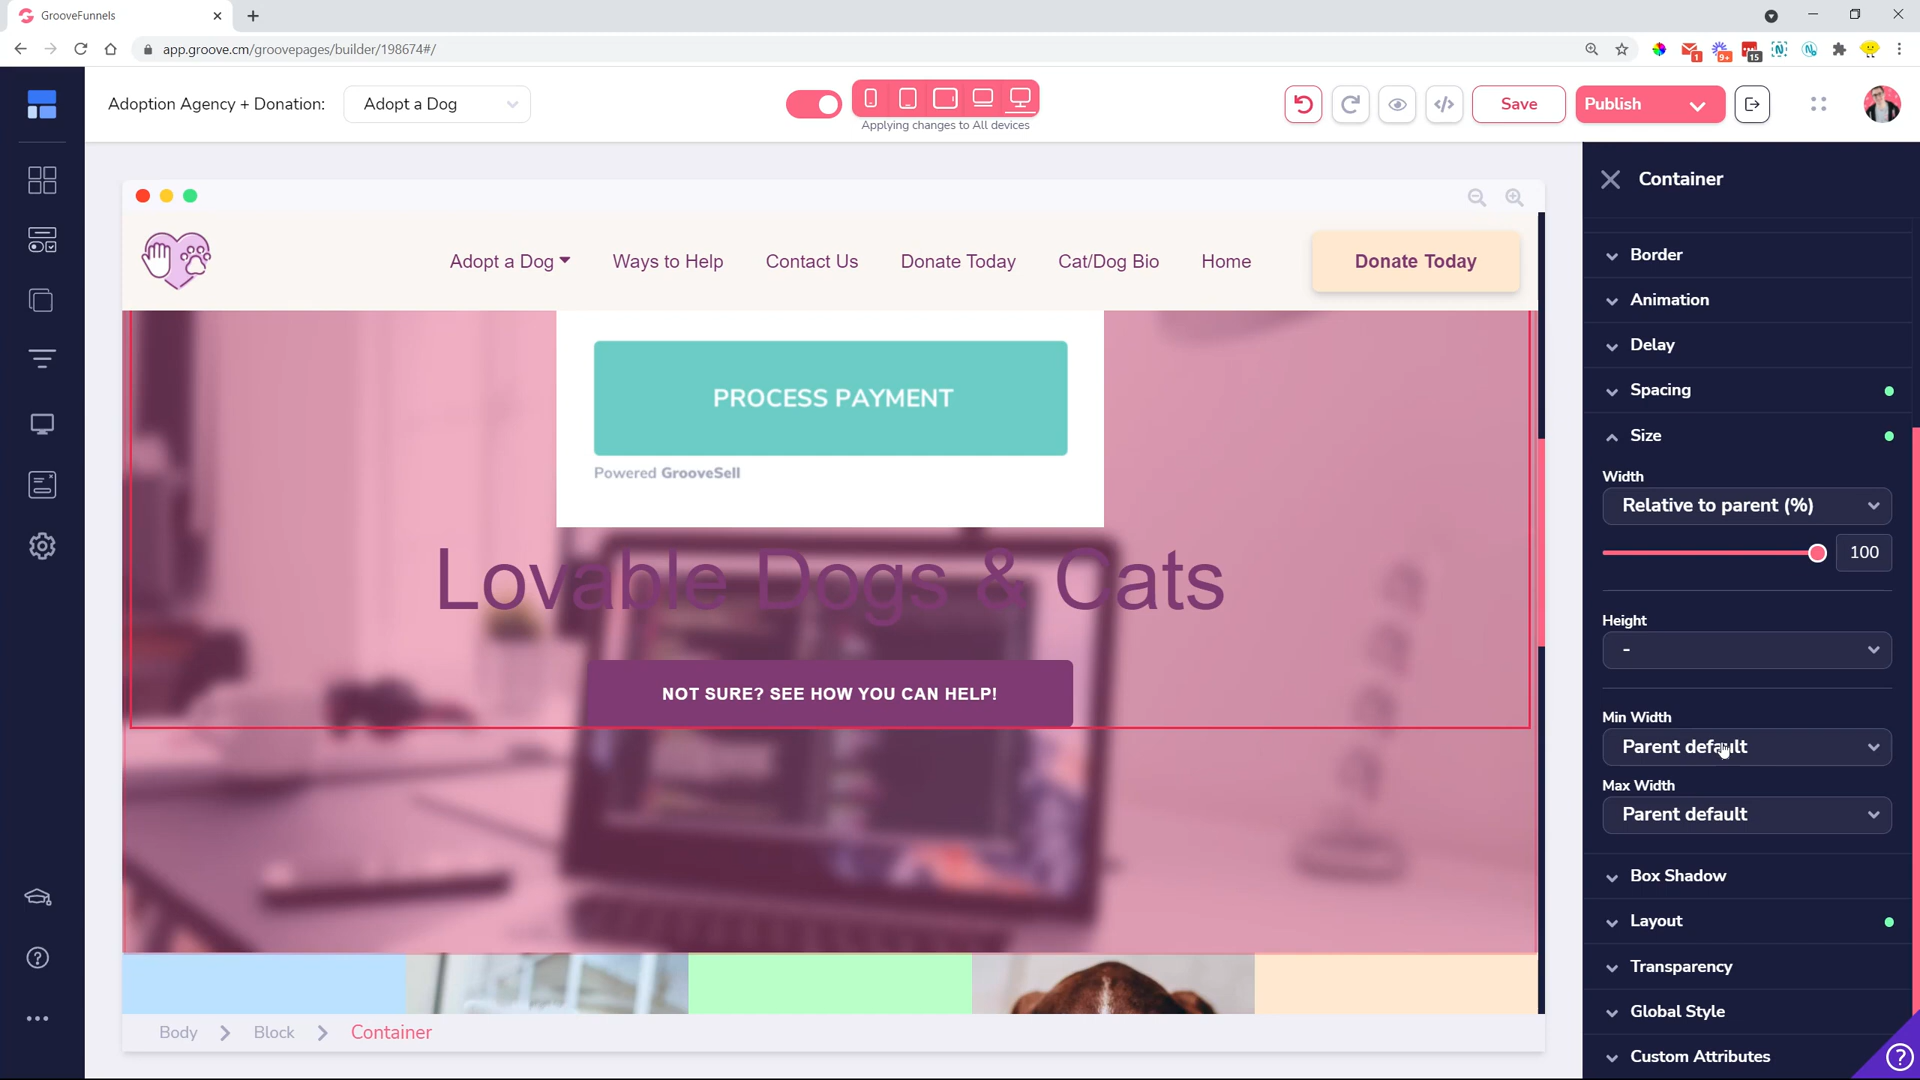 GrooveFunnels
app.groove.cm/groovepages/builder/198674#/
1
9+
15
Adoption Agency + Donation:
Adopt a Dog
Applying changes to All devices
Save
Publish
Container
Adopt a Dog
Ways to Help
Contact Us
Donate Today
Cat/Dog Bio
Home
Donate Today
Border
Animation
Delay
Spacing
Size
Width
Relative to parent (%)
100
Height
-
Min Width
Parent default
Max Width
Parent default
Box Shadow
Layout
Transparency
Global Style
Custom Attributes
PROCESS PAYMENT
Powered GrooveSell
Lovable Dogs & Cats
NOT SURE? SEE HOW YOU CAN HELP!
Body
Block
Container